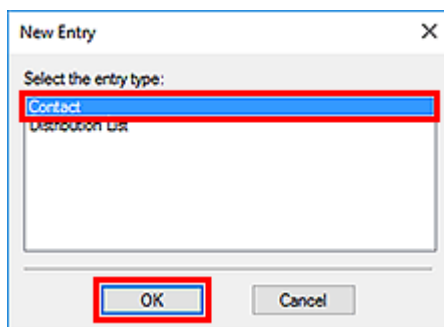 New Entry
Select the entry type:
Contact
Distribution List
OK Cancel